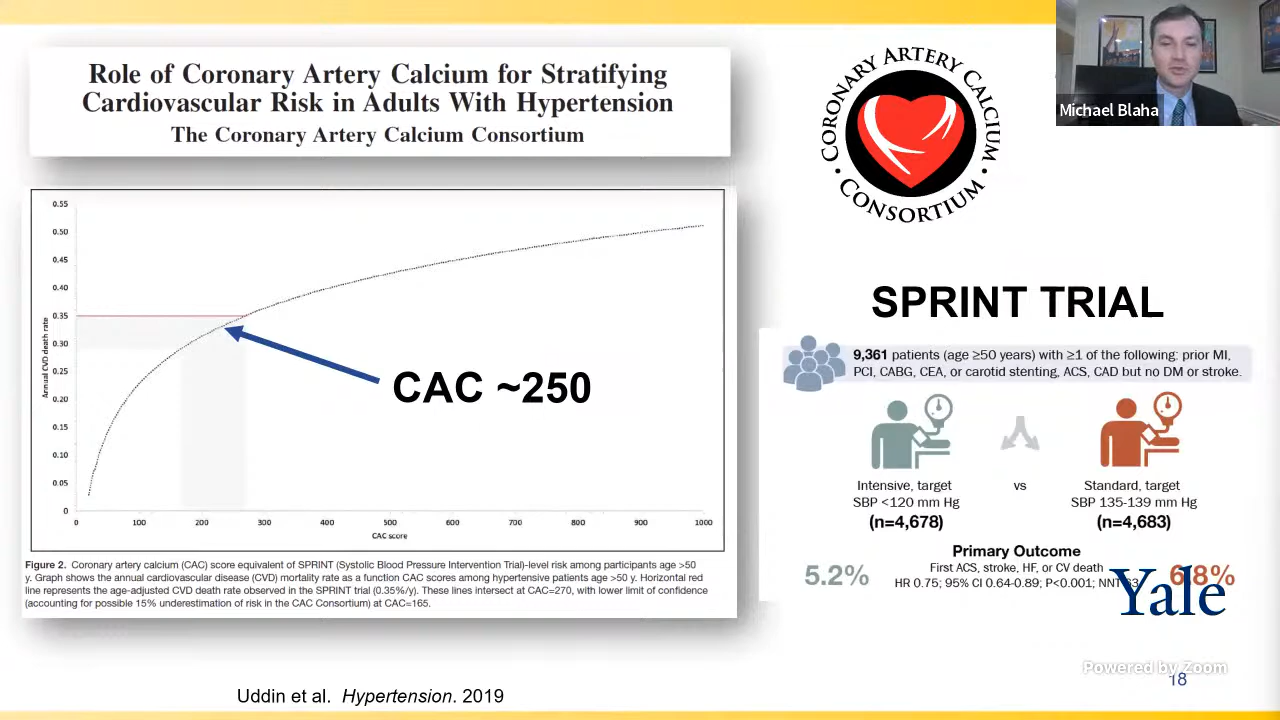 Role of Coronary Artery Calcium for Stratifying
Cardiovascular Risk in Adults With Hypertension
The Coronary Artery Calcium Consortium
CORONARY ARTERY CALCIUM
• CONSORTIUM •
Michael Blaha
0.55
0.50
0.45
0.40
0.35
0.30
0.25
0.20
0.15
0.10
0.05
0
Annual CVD death rate
0 100 200 300 400 500 600 700 800 900 1000
CAC score
CAC ~250
Figure 2. Coronary artery calcium (CAC) score equivalent of SPRINT (Systolic Blood Pressure Intervention Trial)-level risk among participants age >50
y. Graph shows the annual cardiovascular disease (CVD) mortality rate as a function CAC scores among hypertensive patients age >50 y. Horizontal red
line represents the age-adjusted CVD death rate observed in the SPRINT trial (0.35%/y). These lines intersect at CAC=270, with lower limit of confidence
(accounting for possible 15% underestimation of risk in the CAC Consortium) at CAC=165.
SPRINT TRIAL
9,361 patients (age ≥50 years) with ≥1 of the following: prior MI,
PCI, CABG, CEA, or carotid stenting, ACS, CAD but no DM or stroke.
Intensive, target
SBP <120 mm Hg
(n=4,678)
vs
Standard, target
SBP 135-139 mm Hg
(n=4,683)
Primary Outcome
First ACS, stroke, HF, or CV death
HR 0.75; 95% CI 0.64-0.89; P<0.001;
5.2%
6.8%
Yale
Powered by Zoom
18
Uddin et al. Hypertension. 2019